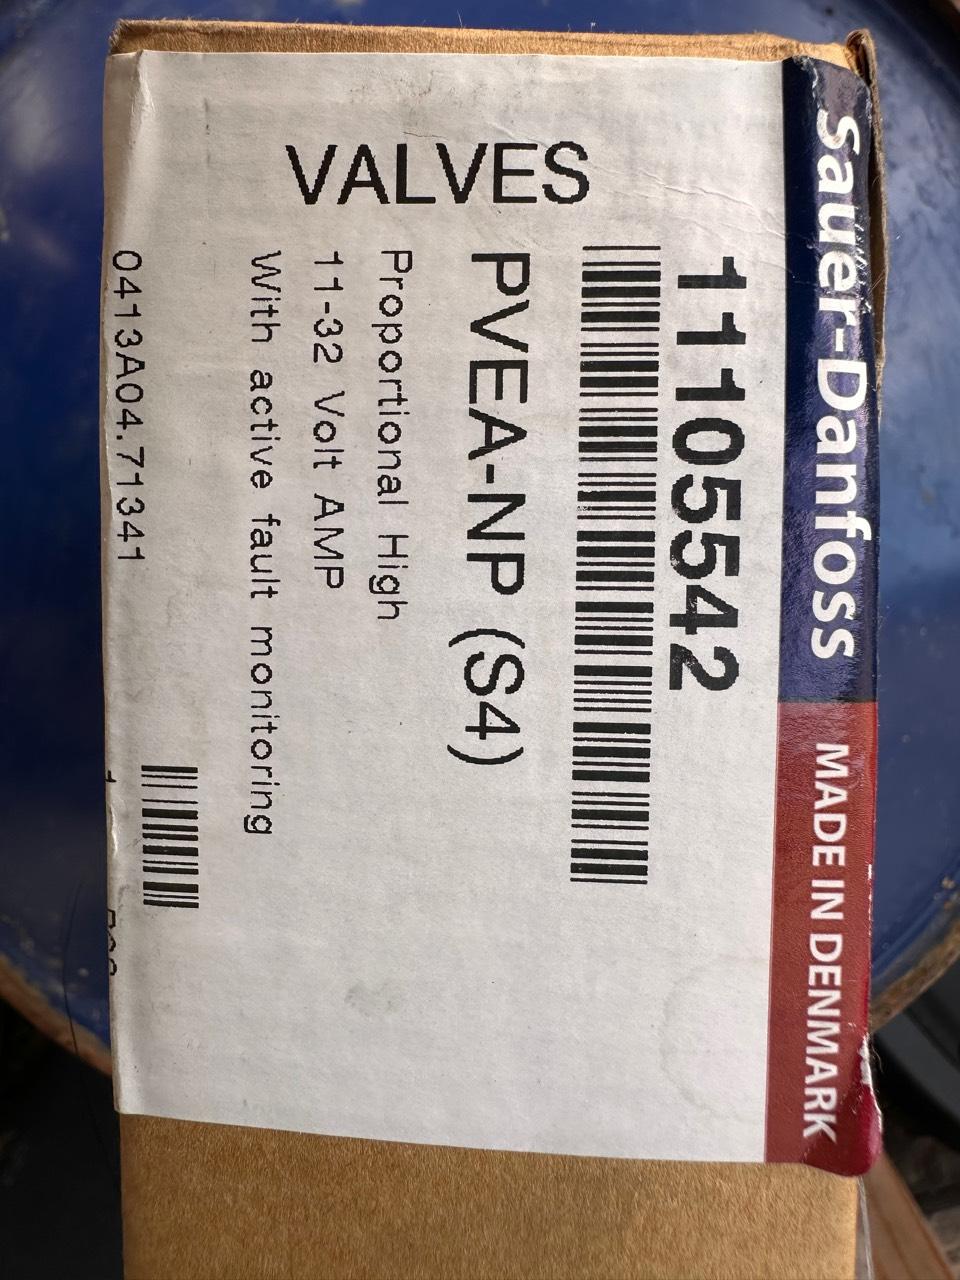 Sauer-Danfoss MADE IN DENMARK
11105542
VALVES
PVEA-NP (S4)
Proportional High
11-32 Volt AMP
With active fault monitoring
0413A04.71341